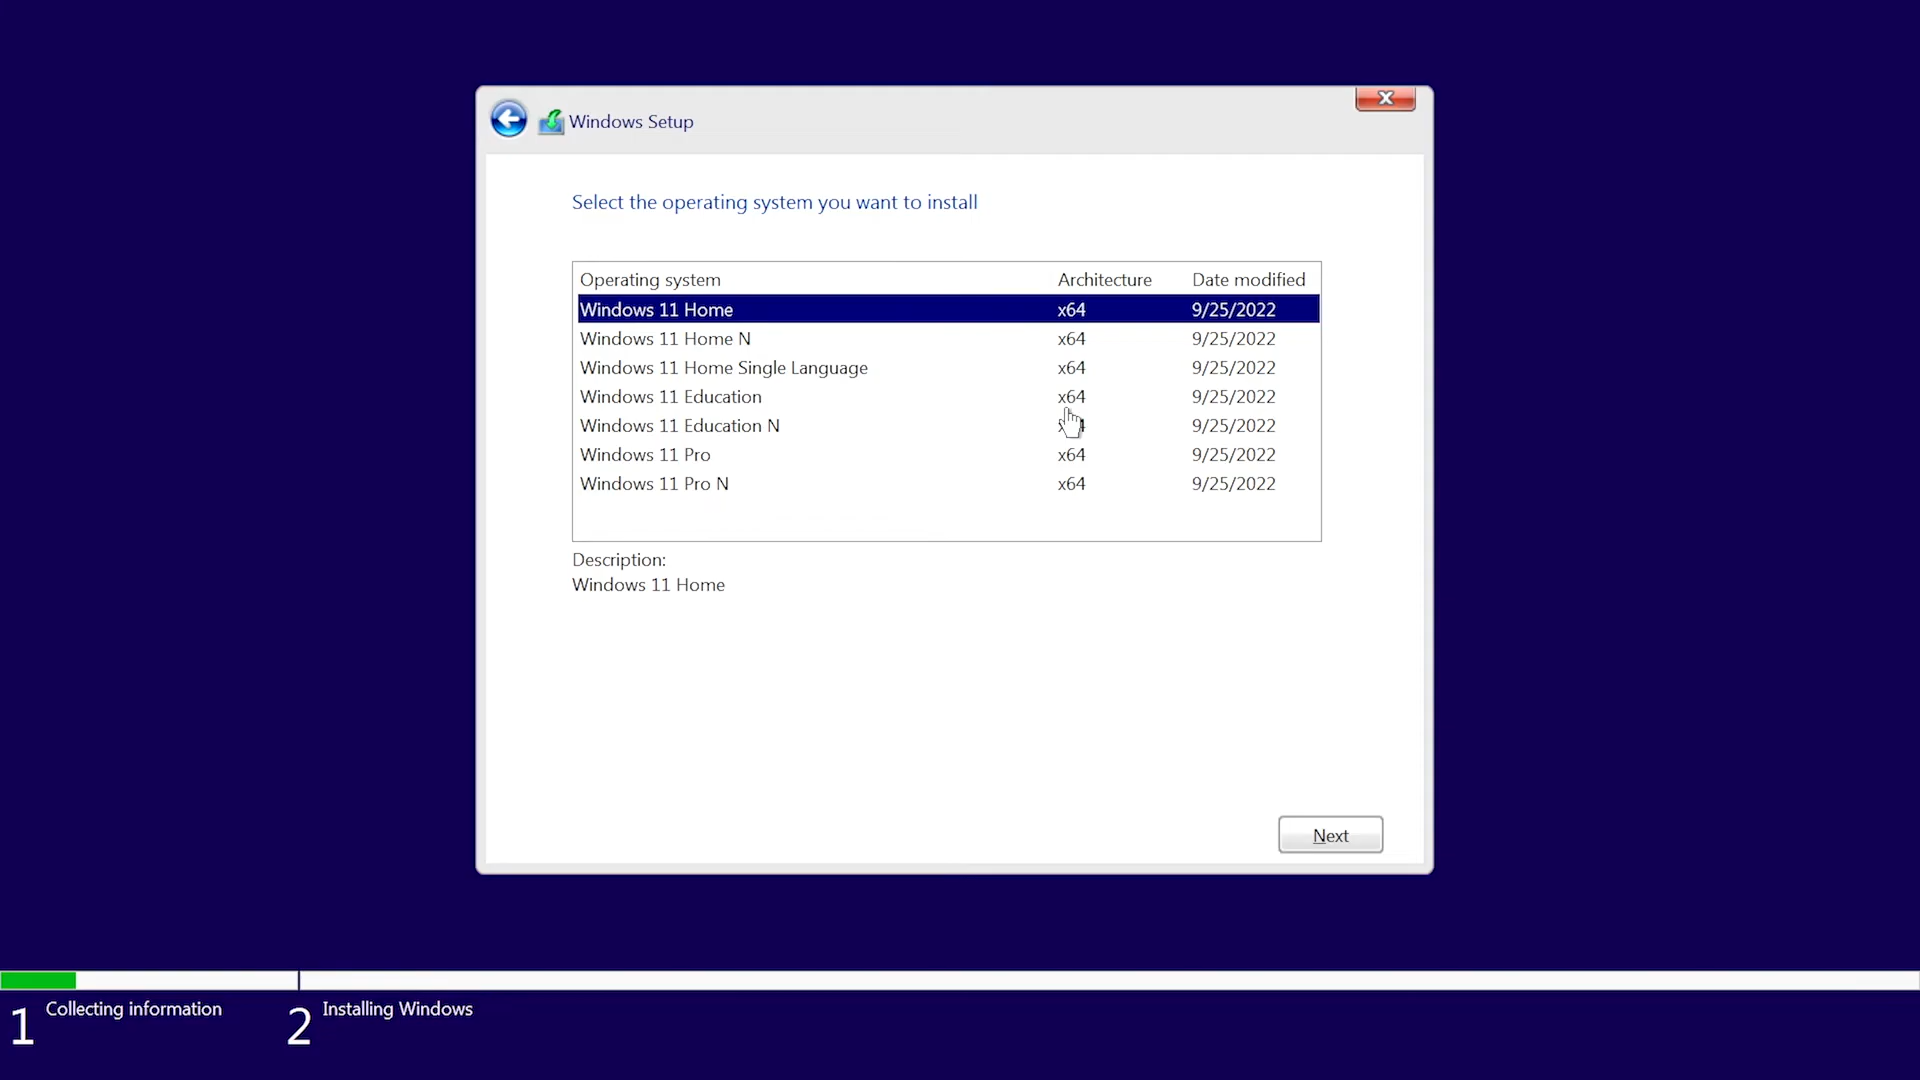 Windows Setup
Select the operating system you want to install
Operating system Architecture Date modified
Windows 11 Home x64 9/25/2022
Windows 11 Home N x64 9/25/2022
Windows 11 Home Single Language x64 9/25/2022
Windows 11 Education x64 9/25/2022
Windows 11 Education N 9/25/2022
Windows 11 Pro x64 9/25/2022
Windows 11 Pro N x64 9/25/2022
Description:
Windows 11 Home
Next
1 Collecting information 2 Installing Windows